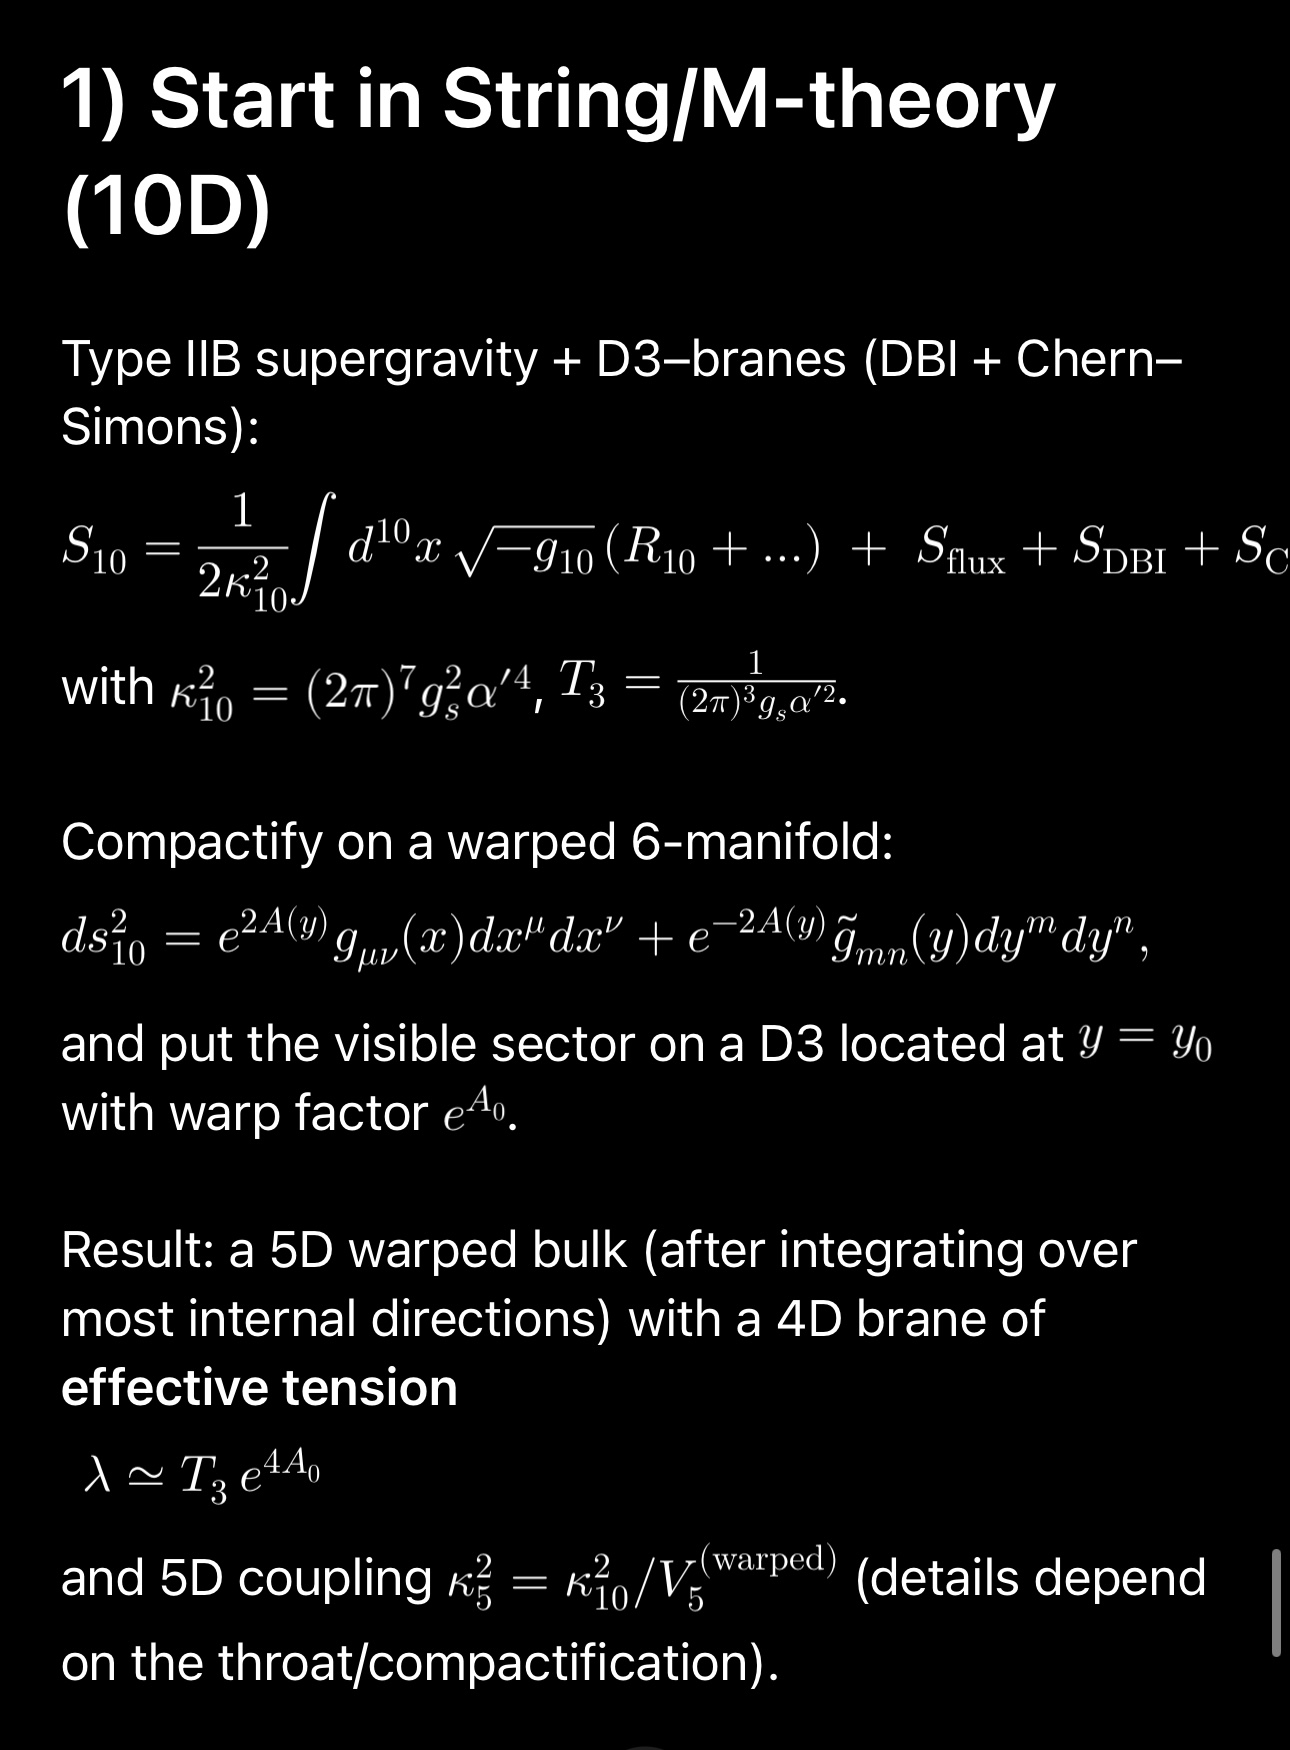 1) Start in String/M-theory
(10D)
Type IIB supergravity + D3–branes (DBI + Chern–
Simons):
$S_{10} = \frac{1}{2\kappa_{10}^2} \int d^{10}x \sqrt{-g_{10}} (R_{10} + ...) + S_{\text{flux}} + S_{\text{DBI}} + S_{\text{C}}$
with $\kappa_{10}^2 = (2\pi)^7 g_s^2 \alpha'^4$, $T_3 = \frac{1}{(2\pi)^3 g_s \alpha'^2}$.
Compactify on a warped 6-manifold:
$ds_{10}^2 = e^{2A(y)} g_{\mu\nu}(x) dx^\mu dx^\nu + e^{-2A(y)} \tilde{g}_{mn}(y) dy^m dy^n,$
and put the visible sector on a D3 located at $y = y_0$
with warp factor $e^{A_0}$.
Result: a 5D warped bulk (after integrating over
most internal directions) with a 4D brane of
effective tension
$\lambda \simeq T_3 \, e^{4A_0}$
and 5D coupling $\kappa_5^2 = \kappa_{10}^2 / V_5^{(\text{warped})}$ (details depend
on the throat/compactification).